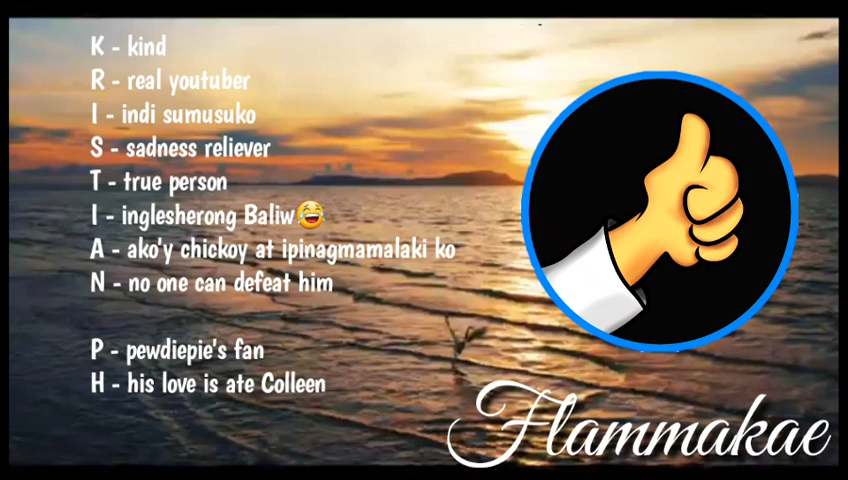 K - kind
R - real youtuber
I - indi sumusuko
S - sadness reliever
T - true person
I - inglesherong Baliw😂
A - ako'y chickoy at ipinagmamalaki ko
N - no one can defeat him
P - pewdiepie's fan
H - his love is ate Colleen
Flammakae